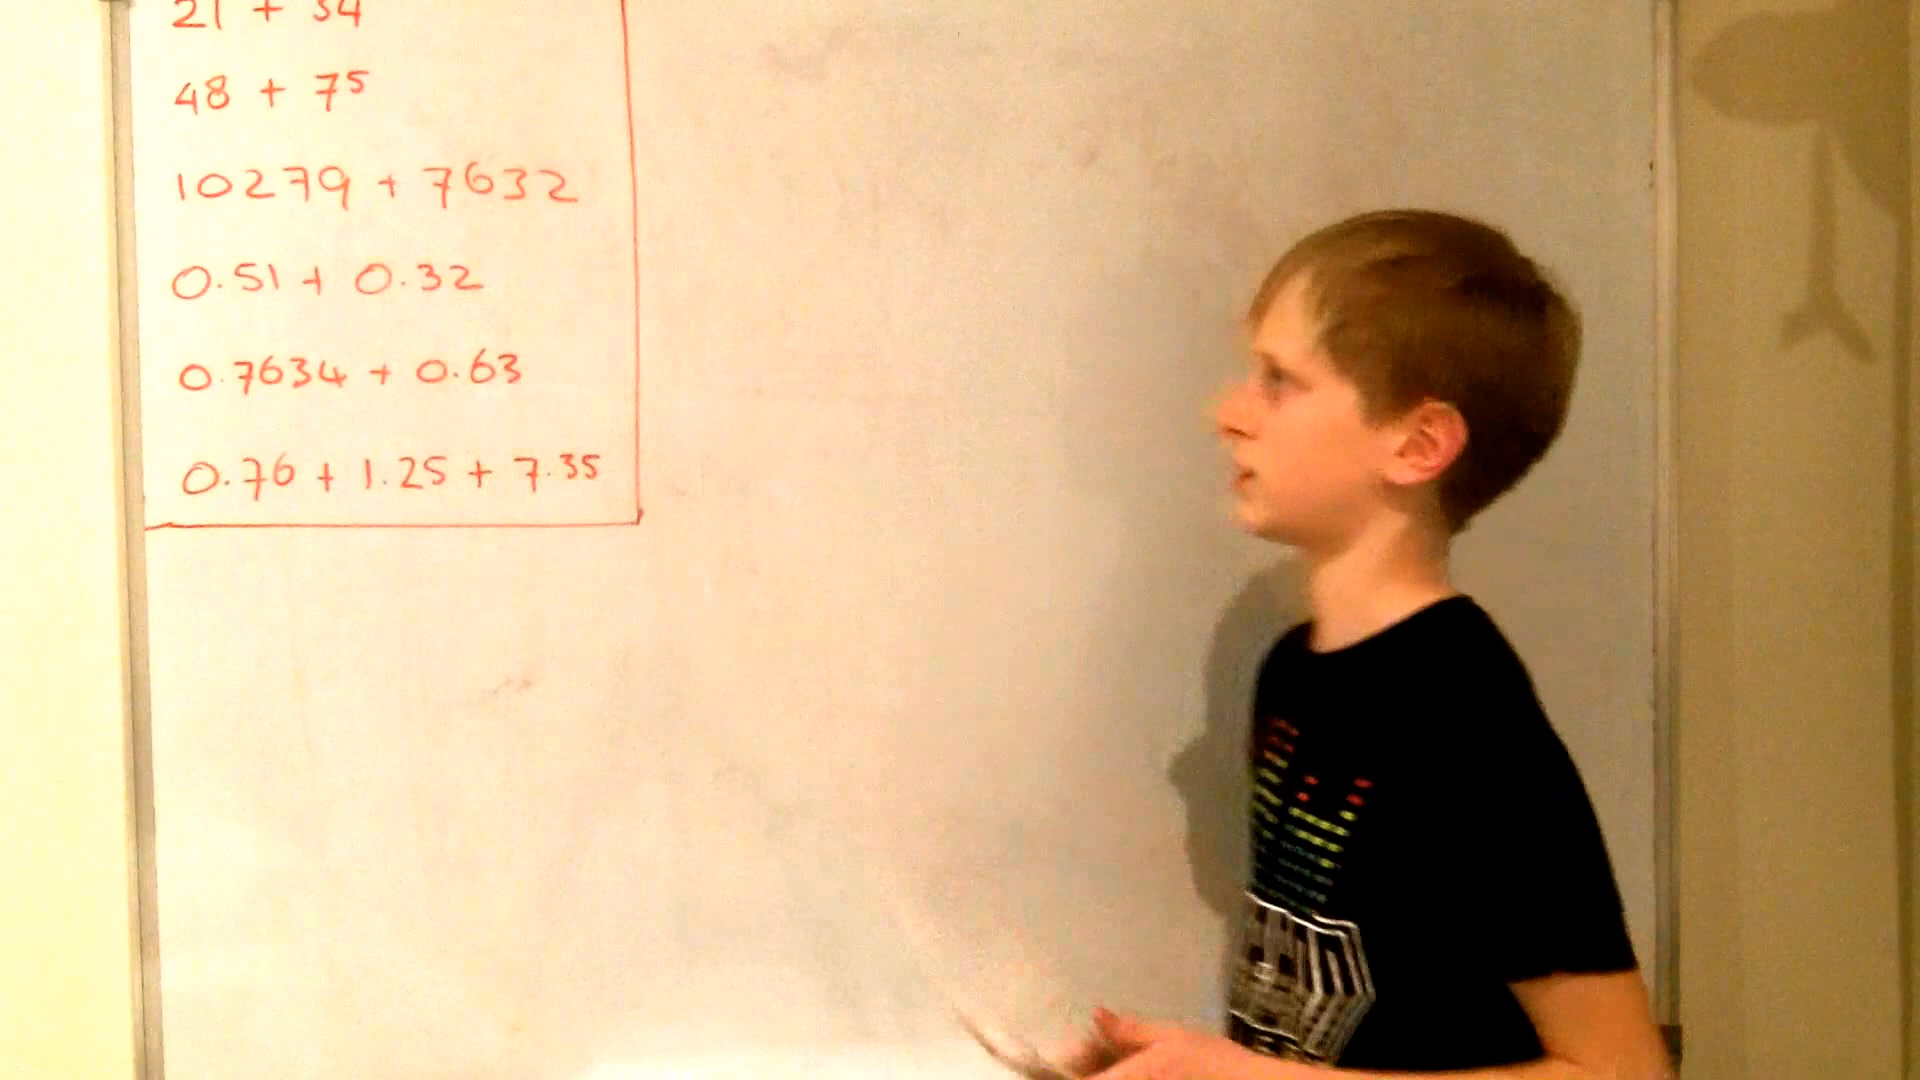 21 + 34
48 + 75
10279 + 7632
0.51 + 0.32
0.7634 + 0.63
0.76 + 1.25 + 7.35